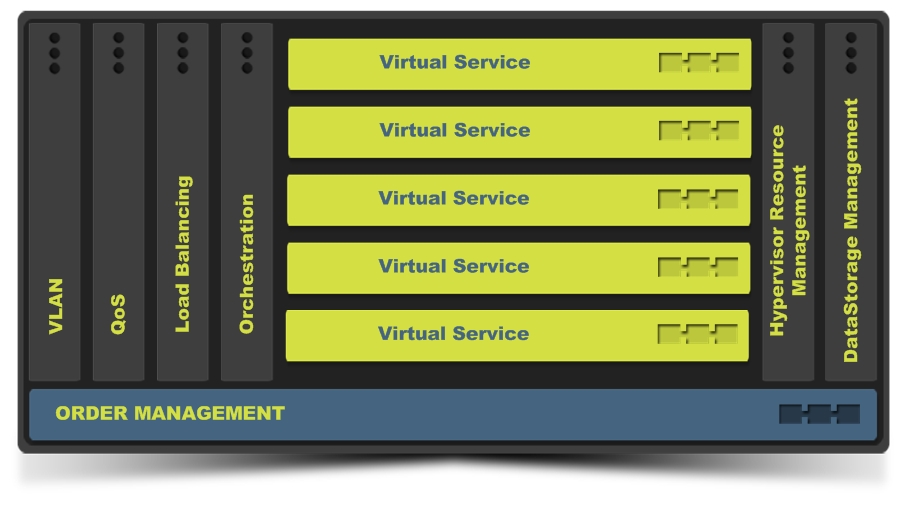 VLAN
QoS
Load Balancing
Orchestration
Virtual Service
Virtual Service
Virtual Service
Virtual Service
Virtual Service
Hypervisor Resource
Management
DataStorage Management
ORDER MANAGEMENT